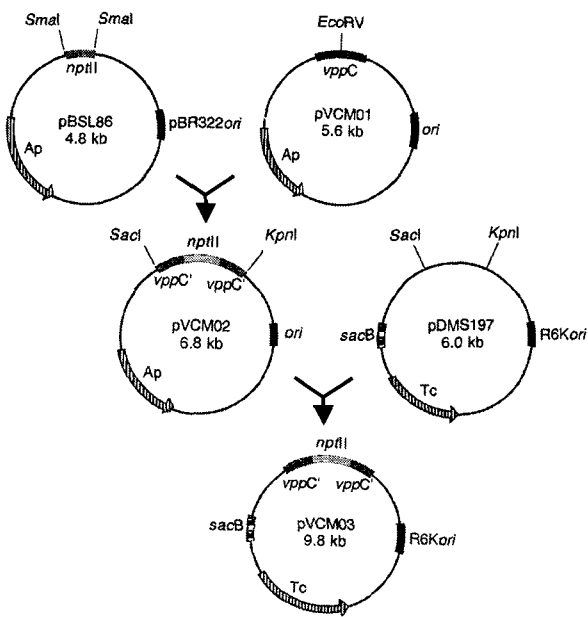 SmaI SmaI
nptII
pBSL86
4.8 kb
pBR322ori
Ap
EcoRV
vppC
pVCM01
5.6 kb
ori
Ap
SacI
nptII
KpnI
vppC' vppC'
pVCM02
6.8 kb
ori
Ap
SacI
KpnI
sacB
pDMS197
6.0 kb
R6Kori
Tc
nptII
vppC' vppC'
sacB
pVCM03
9.8 kb
R6Kori
Tc